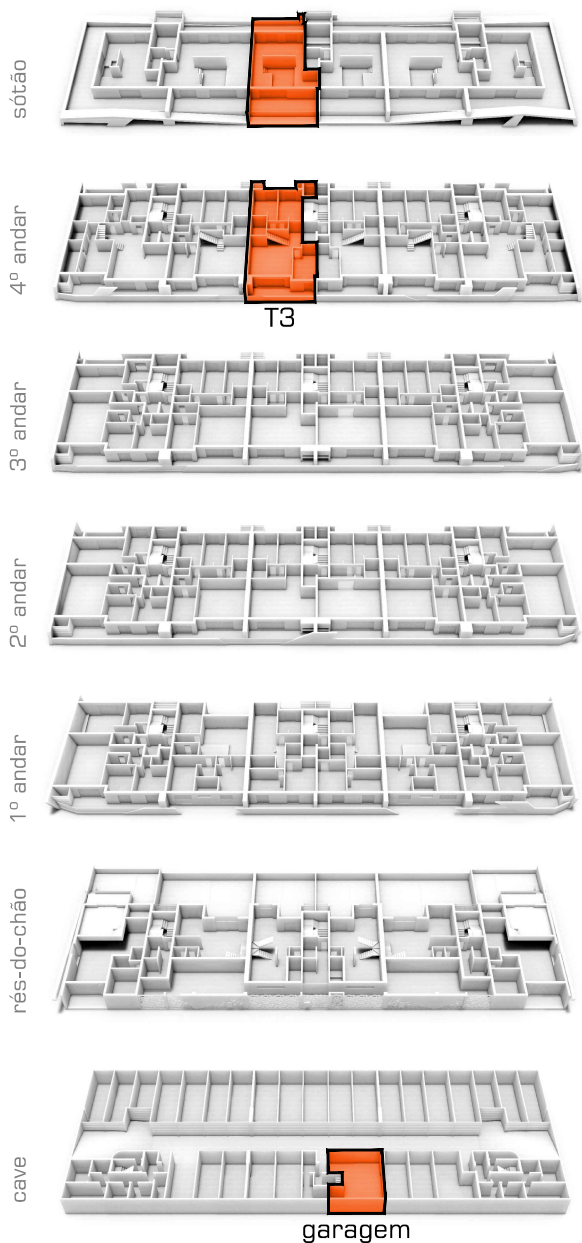 sótão
4º andar
T3
3º andar
2º andar
1º andar
rés-do-chão
cave
garagem